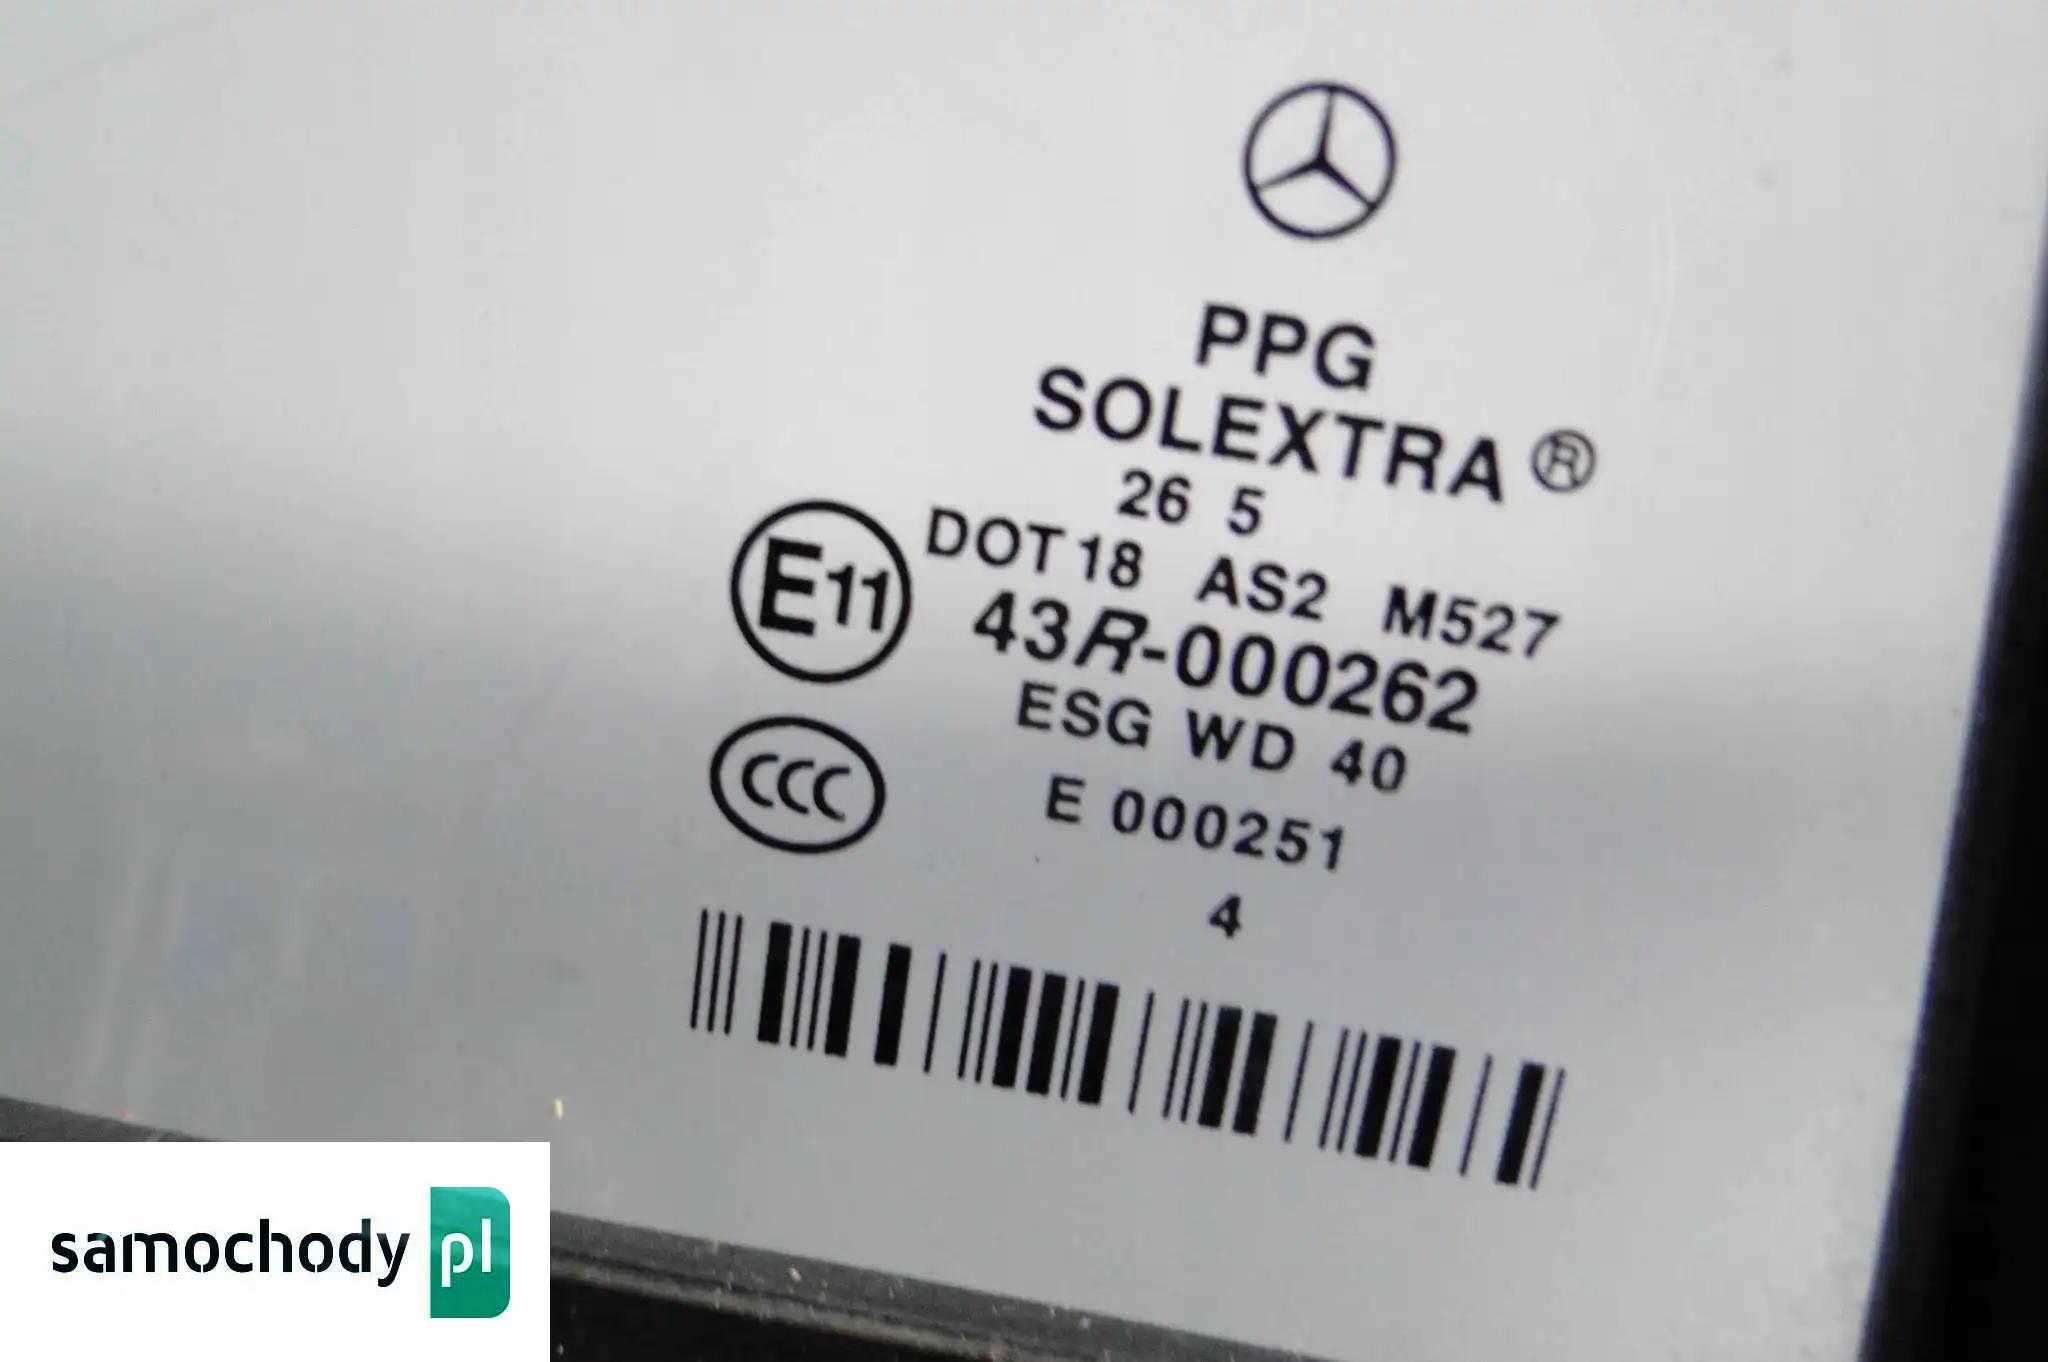 PPG
SOLEXTRA®
26 5
DOT18 AS2 M527
E11
43R-000262
ESG WD 40
CCC
E 000251
4
samochody pl